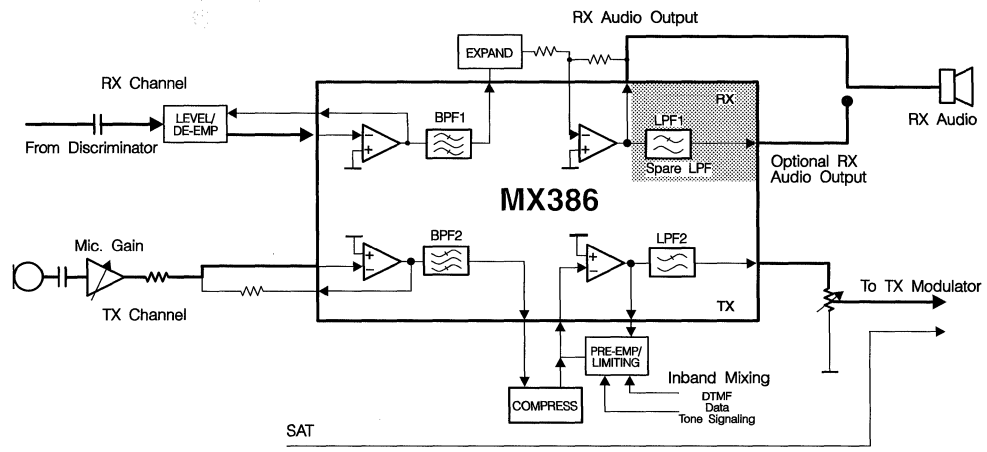 RX Audio Output
EXPAND
RX Channel
RX
LEVEL/
DE-EMP
BPF1
LPF1
RX Audio
From Discriminator
Spare LPF
Optional RX
Audio Output
MX386
Mic. Gain
BPF2
LPF2
To TX Modulator
TX Channel
TX
PRE-EMP/
LIMITING
Inband Mixing
COMPRESS
DTMF
Data
Tone Signaling
SAT